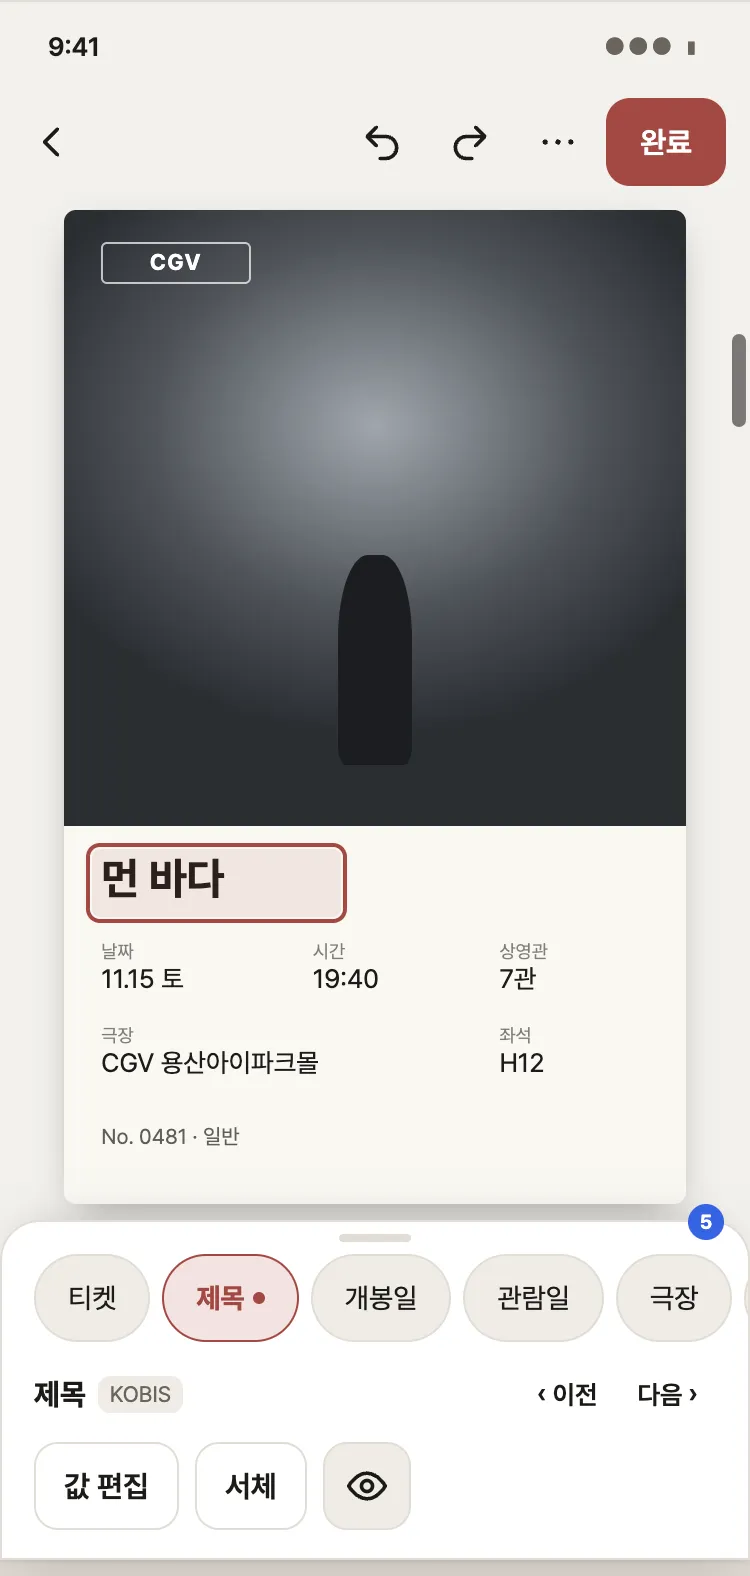 9:41
완료
CGV
먼 바다
날짜 시간 상영관
11.15 토 19:40 7관
극장 좌석
CGV 용산아이파크몰 H12
No. 0481 · 일반
5
티켓 제목 개봉일 관람일 극장
제목 KOBIS ‹ 이전 다음 ›
값 편집 서체